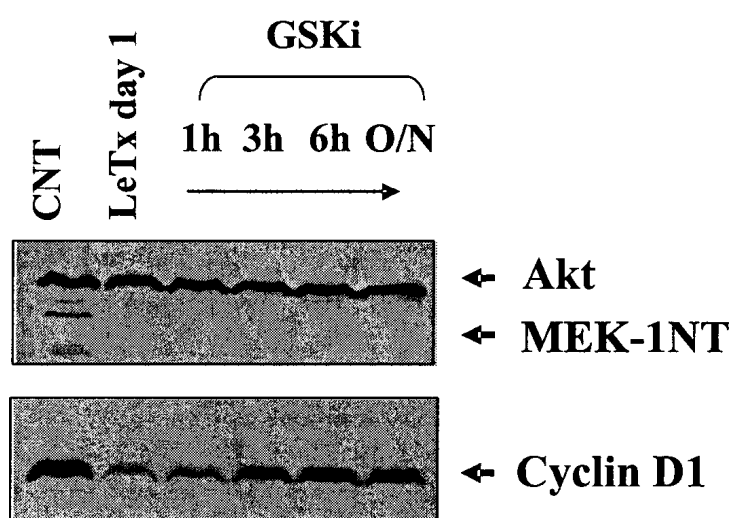 GSKi
CNT
LeTx day 1
1h 3h 6h O/N
Akt
MEK-1NT
Cyclin D1